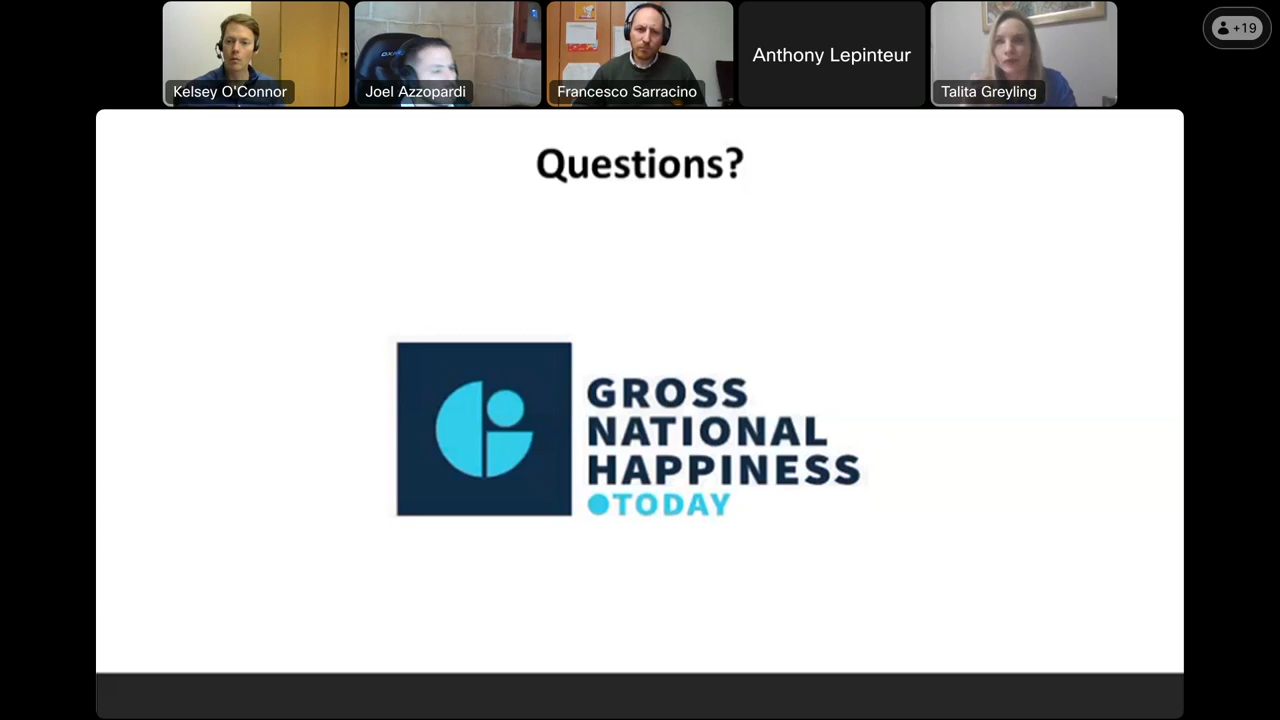 Kelsey O'Connor
Joel Azzopardi
Francesco Sarracino
Anthony Lepinteur
Talita Greyling
+19
Questions?
GROSS
NATIONAL
HAPPINESS
TODAY